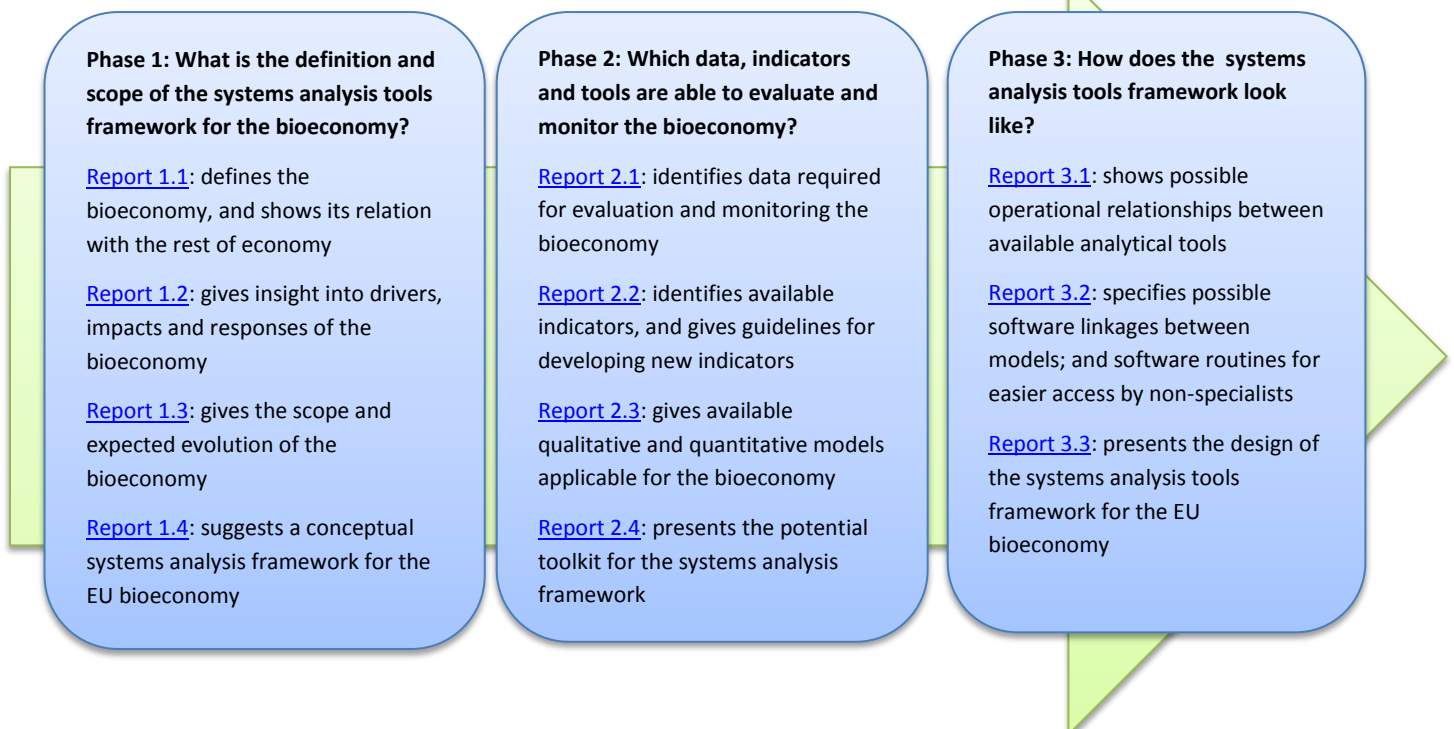 Phase 1: What is the definition and
scope of the systems analysis tools
framework for the bioeconomy?
Report 1.1: defines the
bioeconomy, and shows its relation
with the rest of economy
Report 1.2: gives insight into drivers,
impacts and responses of the
bioeconomy
Report 1.3: gives the scope and
expected evolution of the
bioeconomy
Report 1.4: suggests a conceptual
systems analysis framework for the
EU bioeconomy
Phase 2: Which data, indicators
and tools are able to evaluate and
monitor the bioeconomy?
Report 2.1: identifies data required
for evaluation and monitoring the
bioeconomy
Report 2.2: identifies available
indicators, and gives guidelines for
developing new indicators
Report 2.3: gives available
qualitative and quantitative models
applicable for the bioeconomy
Report 2.4: presents the potential
toolkit for the systems analysis
framework
Phase 3: How does the  systems
analysis tools framework look
like?
Report 3.1: shows possible
operational relationships between
available analytical tools
Report 3.2: specifies possible
software linkages between
models; and software routines for
easier access by non-specialists
Report 3.3: presents the design of
the systems analysis tools
framework for the EU
bioeconomy